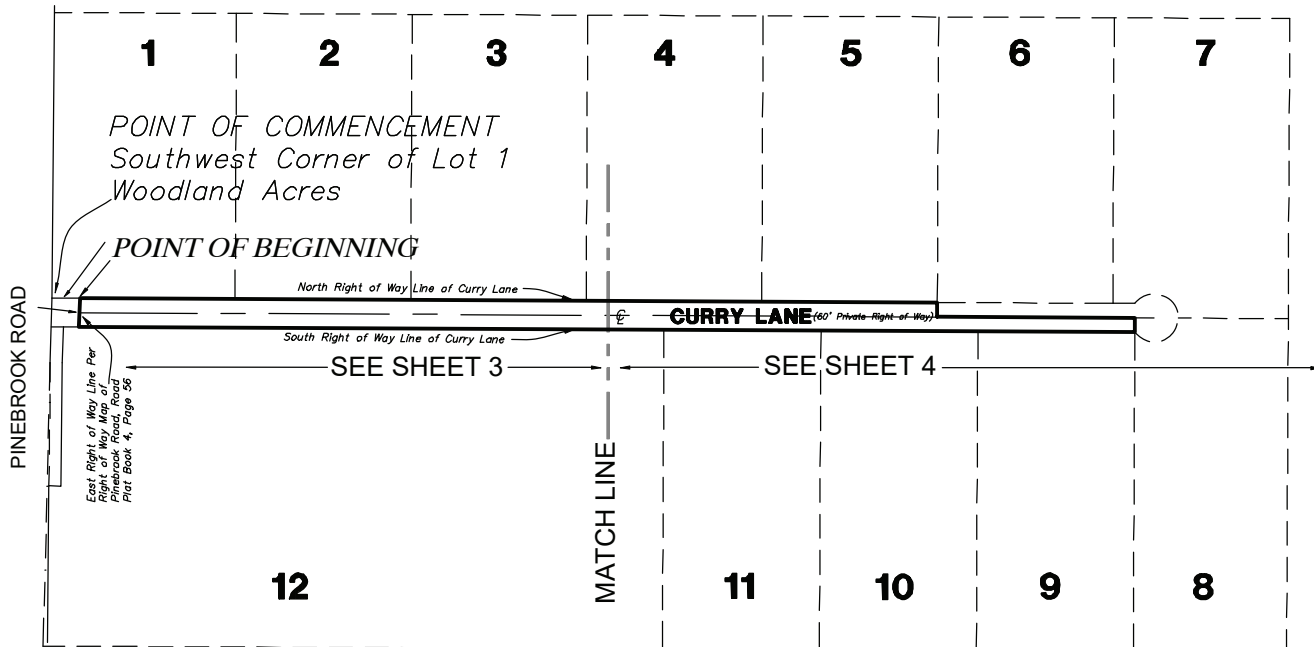 1
2
3
4
5
6
7
POINT OF COMMENCEMENT
Southwest Corner of Lot 1
Woodland Acres
POINT OF BEGINNING
PINEBROOK ROAD
North Right of Way Line of Curry Lane
℄
CURRY LANE (60' Private Right of Way)
South Right of Way Line of Curry Lane
SEE SHEET 3
SEE SHEET 4
East Right of Way Line Per
Right of Way Map of
Pinebrook Road, Road
Plat Book 4, Page 56
MATCH LINE
12
11
10
9
8